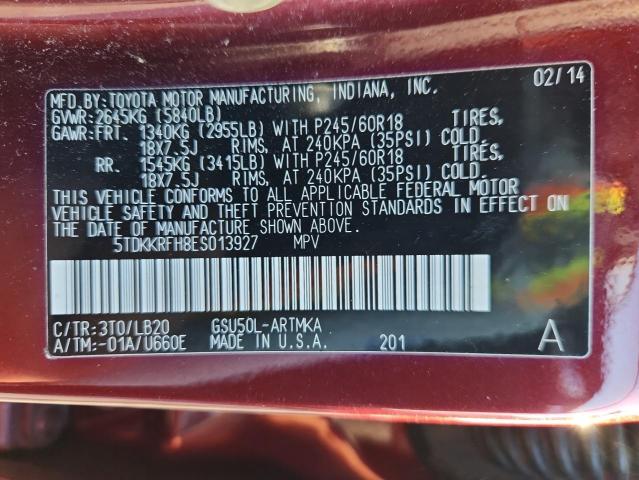 MFD. BY: TOYOTA MOTOR MANUFACTURING, INDIANA, INC. 02/14
GVWR: 2645KG (5840LB)
GAWR: FRT. 1340KG (2955LB) WITH P245/60R18 TIRES,
18X7.5J RIMS, AT 240KPA (35PSI) COLD.
RR. 1545KG (3415LB) WITH P245/60R18 TIRES,
18X7.5J RIMS, AT 240KPA (35PSI) COLD.
THIS VEHICLE CONFORMS TO ALL APPLICABLE FEDERAL MOTOR
VEHICLE SAFETY AND THEFT PREVENTION STANDARDS IN EFFECT ON
THE DATE OF MANUFACTURE SHOWN ABOVE.
5TDKKRFH8ES013927 MPV
C/TR: 3T0/LB20 GSU50L-ARTMKA
A/TM: -01A/U660E MADE IN U.S.A. 201 A